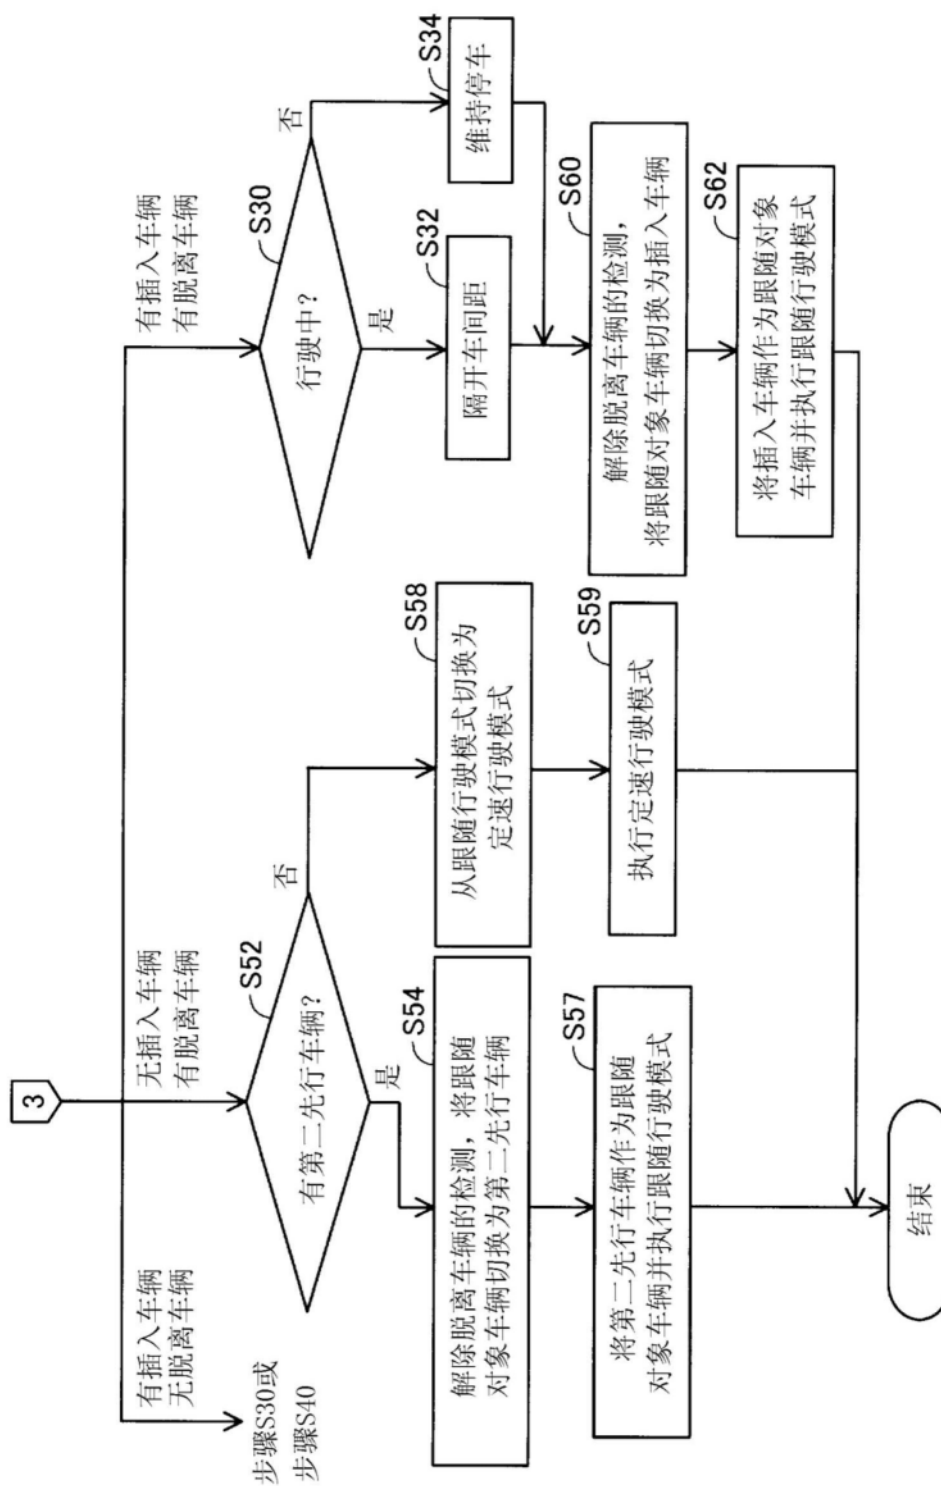 3
有插入车辆
无脱离车辆
无插入车辆
有脱离车辆
有插入车辆
有脱离车辆
步骤S30或
步骤S40
S52
有第二先行车辆?
是
否
S30
行驶中?
是
否
S54
解除脱离车辆的检测，将跟随
对象车辆切换为第二先行车辆
S58
从跟随行驶模式切换为
定速行驶模式
S32
隔开车间距
S34
维持停车
S57
将第二先行车辆作为跟随
对象车辆并执行跟随行驶模式
S59
执行定速行驶模式
S60
解除脱离车辆的检测，
将跟随对象车辆切换为插入车辆
S62
将插入车辆作为跟随对象
车辆并执行跟随行驶模式
结束